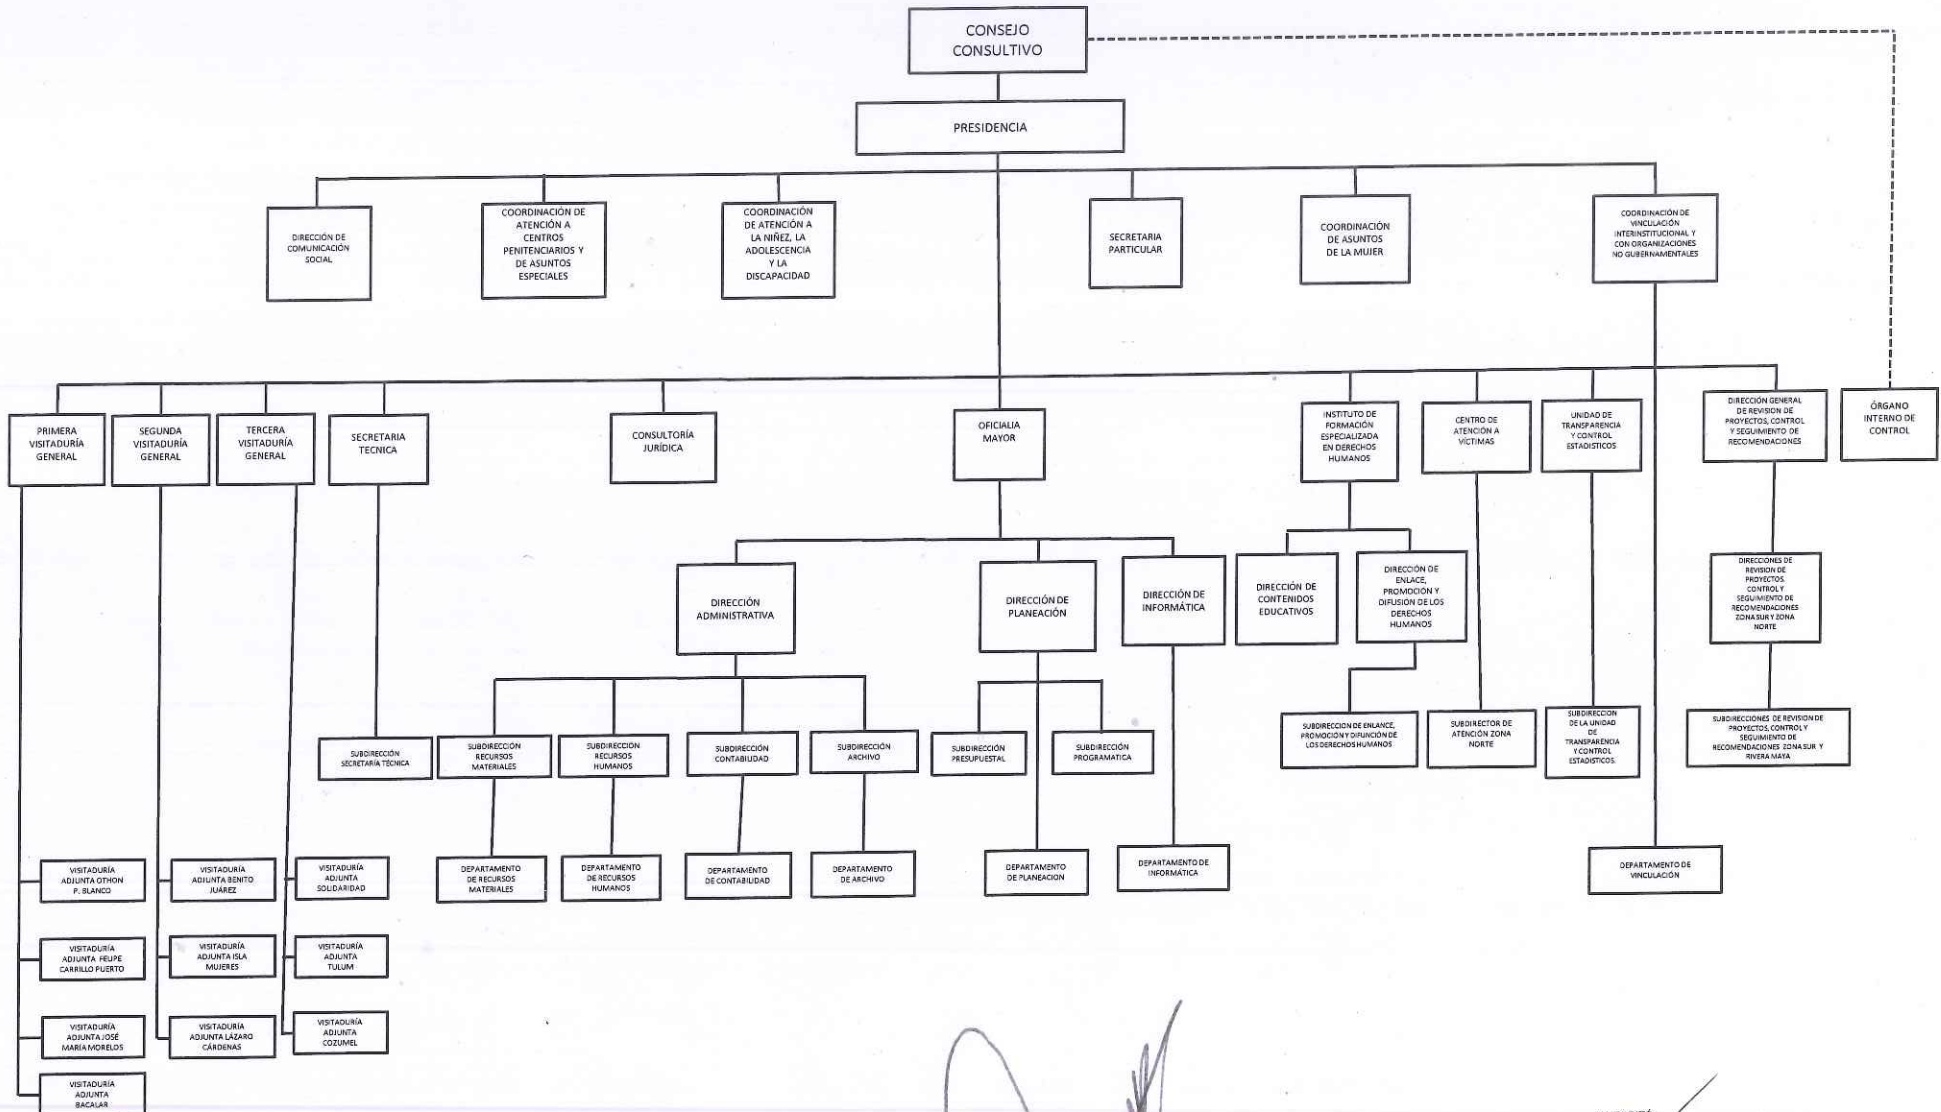 CONSEJO
CONSULTIVO
PRESIDENCIA
DIRECCIÓN DE
COMUNICACIÓN
SOCIAL
COORDINACIÓN DE
ATENCIÓN A
CENTROS
PENITENCIARIOS Y
DE ASUNTOS
ESPECIALES
COORDINACIÓN
DE ATENCIÓN A
LA NIÑEZ, LA
ADOLESCENCIA
Y LA
DISCAPACIDAD
SECRETARIA
PARTICULAR
COORDINACIÓN
DE ASUNTOS
DE LA MUJER
COORDINACIÓN DE
VINCULACIÓN
INTERINSTITUCIONAL Y
CON ORGANIZACIONES
NO GUBERNAMENTALES
PRIMERA
VISITADURÍA
GENERAL
SEGUNDA
VISITADURÍA
GENERAL
TERCERA
VISITADURÍA
GENERAL
SECRETARIA
TECNICA
CONSULTORÍA
JURÍDICA
OFICIALIA
MAYOR
INSTITUTO DE
FORMACIÓN
ESPECIALIZADA
EN DERECHOS
HUMANOS
CENTRO DE
ATENCIÓN A
VÍCTIMAS
UNIDAD DE
TRANSPARENCIA
Y CONTROL
ESTADISTICOS
DIRECCIÓN GENERAL
DE REVISION DE
PROYECTOS, CONTROL
Y SEGUIMIENTO DE
RECOMENDACIONES
ÓRGANO
INTERNO DE
CONTROL
DIRECCIÓN
ADMINISTRATIVA
DIRECCIÓN DE
PLANEACIÓN
DIRECCIÓN DE
INFORMÁTICA
DIRECCIÓN DE
CONTENIDOS
EDUCATIVOS
DIRECCIÓN DE
ENLACE,
PROMOCIÓN Y
DIFUSIÓN DE LOS
DERECHOS
HUMANOS
DIRECCIONES DE
REVISION DE
PROYECTOS,
CONTROL Y
SEGUIMIENTO DE
RECOMENDACIONES
ZONA SUR Y ZONA
NORTE
SUBDIRECCIÓN
SECRETARÍA TÉCNICA
SUBDIRECCIÓN
RECURSOS
MATERIALES
SUBDIRECCION
RECURSOS
HUMANOS
SUBDIRECCIÓN
CONTABILIDAD
SUBDIRECCIÓN
ARCHIVO
SUBDIRECCIÓN
PRESUPUESTAL
SUBDIRECCIÓN
PROGRAMATICA
SUBDIRECCION DE ENLANCE,
PROMOCION Y DIFUNCIÓN DE
LOS DERECHOS HUMANOS
SUBDIRECTOR DE
ATENCIÓN ZONA
NORTE
SUBDIRECCION
DE LA UNIDAD
DE
TRANSPARENCIA
Y CONTROL
ESTADISTICOS.
SUBDIRECCIONES DE REVISION DE
PROYECTOS, CONTROL Y
SEGUIMIENTO DE
RECOMENDACIONES ZONA SUR Y
RIVERA MAYA
VISITADURÍA
ADJUNTA OTHON
P. BLANCO
VISITADURÍA
ADJUNTA BENITO
JUÁREZ
VISITADURÍA
ADJUNTA
SOLIDARIDAD
DEPARTAMENTO
DE RECURSOS
MATERIALES
DEPARTAMENTO
DE RECURSOS
HUMANOS
DEPARTAMENTO
DE CONTABILIDAD
DEPARTAMENTO
DE ARCHIVO
DEPARTAMENTO
DE PLANEACION
DEPARTAMENTO DE
INFORMÁTICA
DEPARTAMENTO DE
VINCULACIÓN
VISITADURÍA
ADJUNTA FELIPE
CARRILLO PUERTO
VISITADURÍA
ADJUNTA ISLA
MUJERES
VISITADURÍA
ADJUNTA
TULUM
VISITADURÍA
ADJUNTA JOSÉ
MARÍA MORELOS
VISITADURÍA
ADJUNTA LÁZARO
CÁRDENAS
VISITADURÍA
ADJUNTA
COZUMEL
VISITADURÍA
ADJUNTA
BACALAR